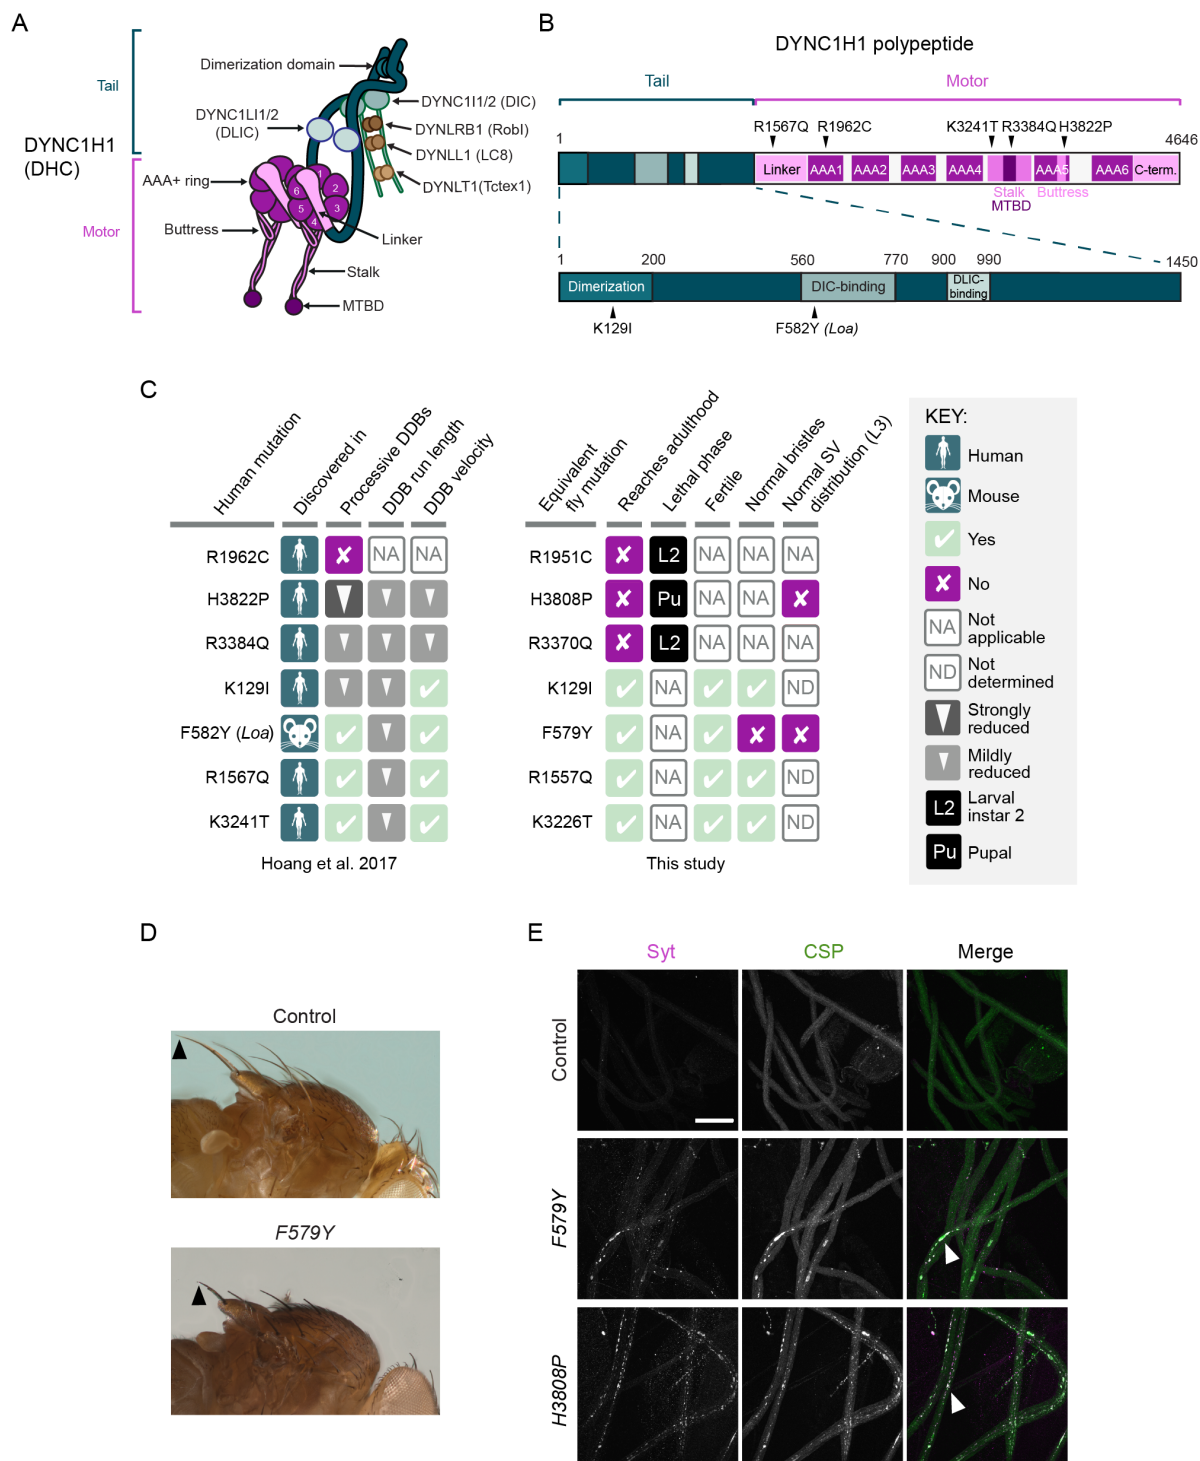 A
Tail
DYNC1H1
(DHC)
Motor
Dimerization domain
DYNC1LI1/2
(DLIC)
DYNC1I1/2 (DIC)
DYNLRB1 (Robl)
DYNLL1 (LC8)
DYNLT1(Tctex1)
AAA+ ring
Buttress
Linker
Stalk
MTBD
1
2
3
4
5
6
B
DYNC1H1 polypeptide
Tail
Motor
R1567Q
R1962C
K3241T
R3384Q
H3822P
1
4646
Linker
AAA1
AAA2
AAA3
AAA4
AAA5
AAA6
C-term.
Stalk
Buttress
MTBD
1
200
560
770
900
990
1450
Dimerization
DIC-binding
DLIC-
binding
K129I
F582Y (Loa)
C
Human mutation
Discovered in
Processive DDBs
DDB run length
DDB velocity
R1962C NA NA
H3822P
R3384Q
K129I
F582Y (Loa)
R1567Q
K3241T
Hoang et al. 2017
Equivalent
fly mutation
Reaches adulthood
Lethal phase
Fertile
Normal bristles
Normal SV
distribution (L3)
R1951C L2 NA NA NA
H3808P Pu NA NA
R3370Q L2 NA NA NA
K129I NA ND
F579Y NA
R1557Q NA ND
K3226T NA ND
This study
KEY:
Human
Mouse
Yes
No
NA Not
applicable
ND Not
determined
Strongly
reduced
Mildly
reduced
L2 Larval
instar 2
Pu Pupal
D
Control
F579Y
E
Syt
CSP
Merge
Control
F579Y
H3808P